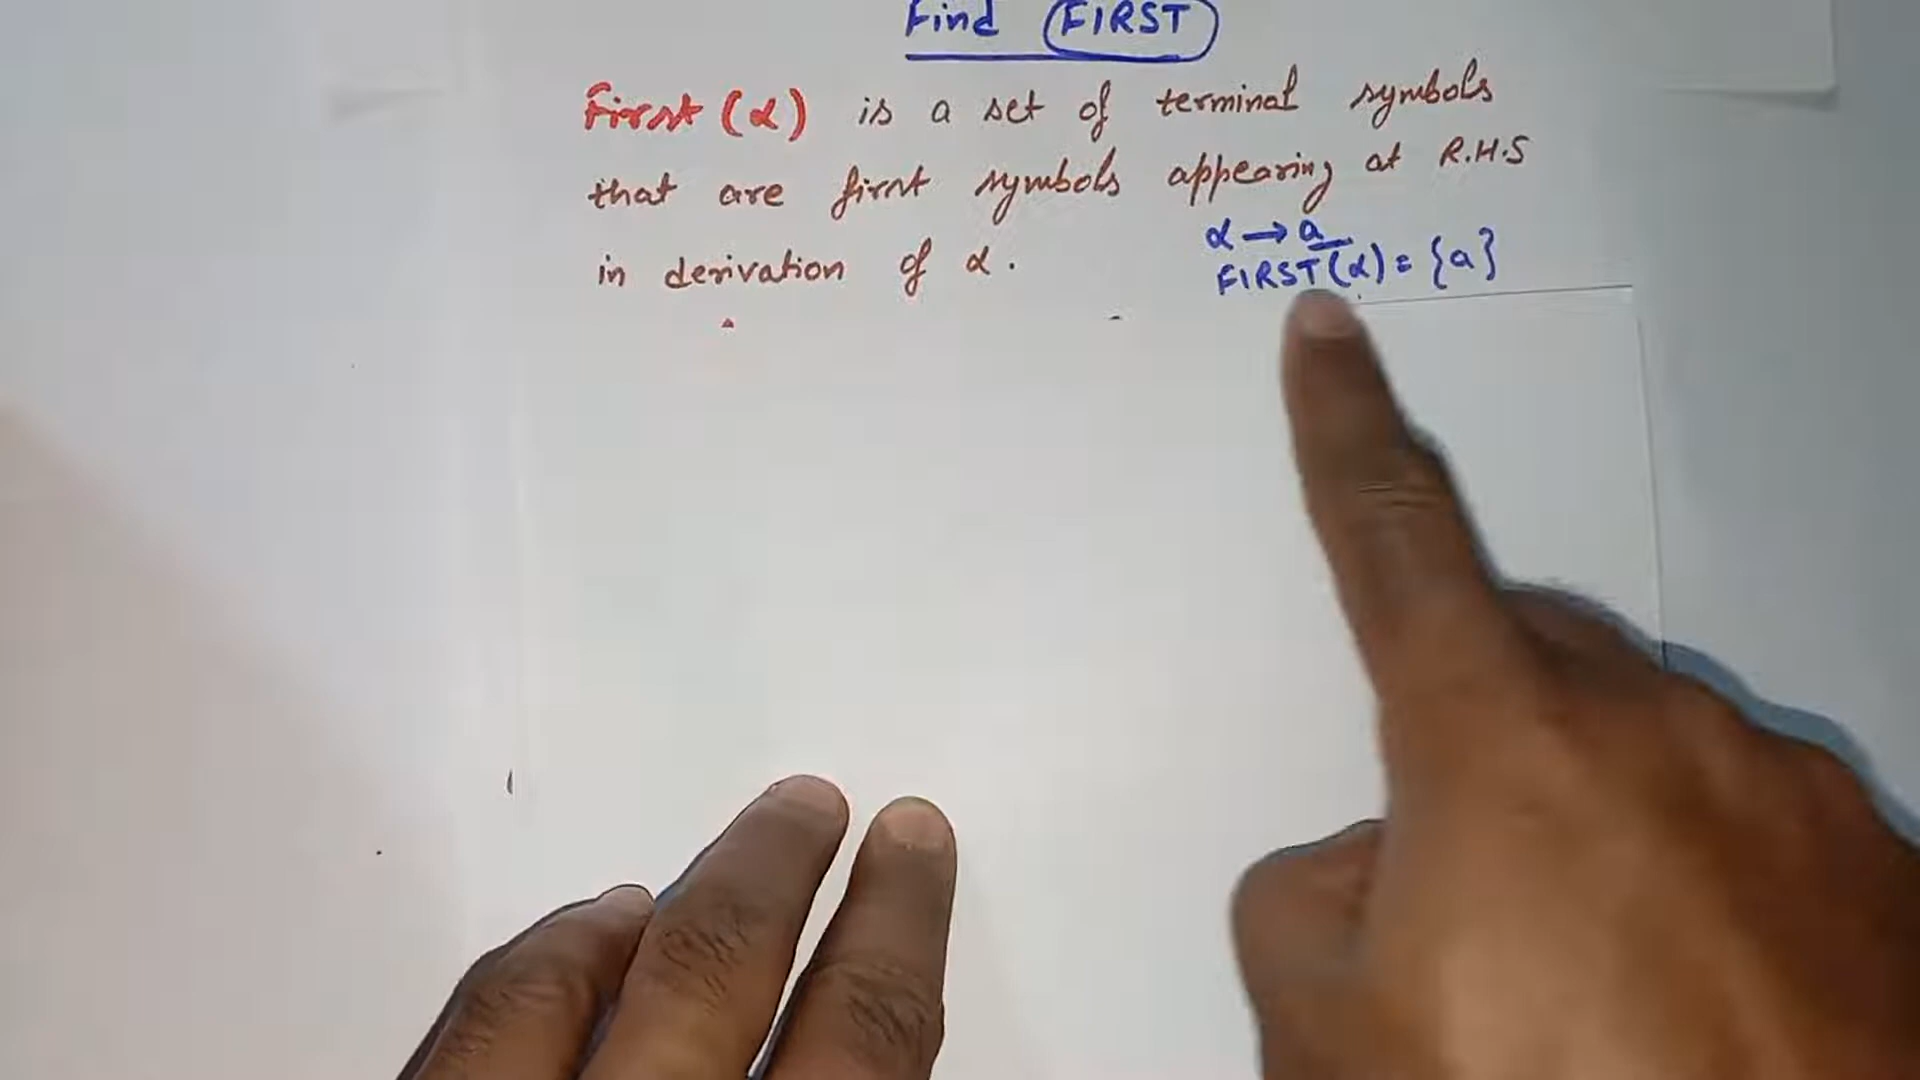 Find FIRST
First (α) is a set of terminal symbols
that are first symbols appearing at R.H.S
in derivation of α.
α → a
FIRST(α) = {a}